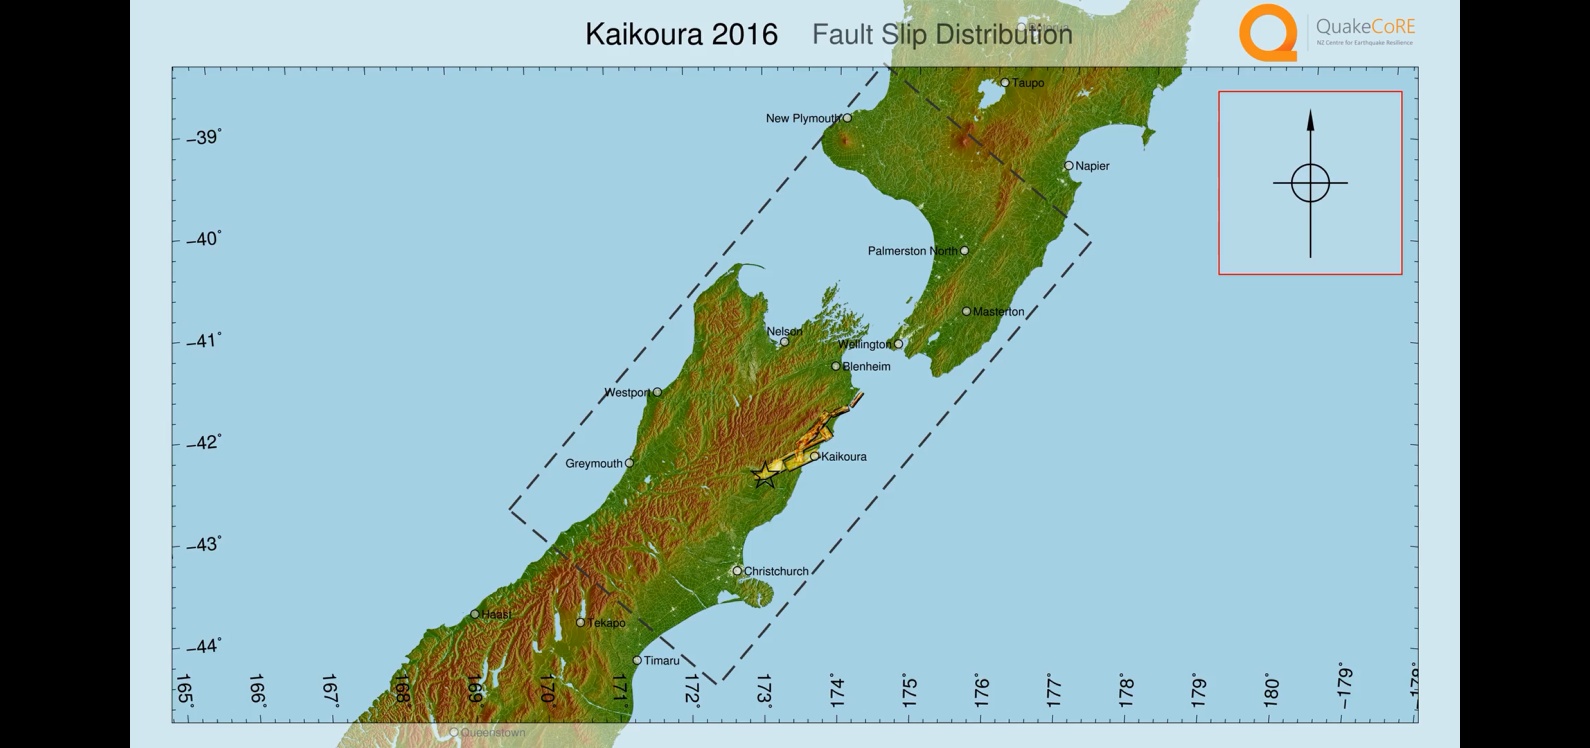 Kaikoura 2016 Fault Slip Distribution
QuakeCoRE
NZ Centre for Earthquake Resilience
Taupo
New Plymouth
Napier
Palmerston North
Masterton
Nelson
Wellington
Blenheim
Westport
Kaikoura
Greymouth
Christchurch
Haast
Tekapo
Timaru
Queenstown
−39°
−40°
−41°
−42°
−43°
−44°
165° 166° 167° 168° 169° 170° 171° 172° 173° 174° 175° 176° 177° 178° 179° 180° −179°